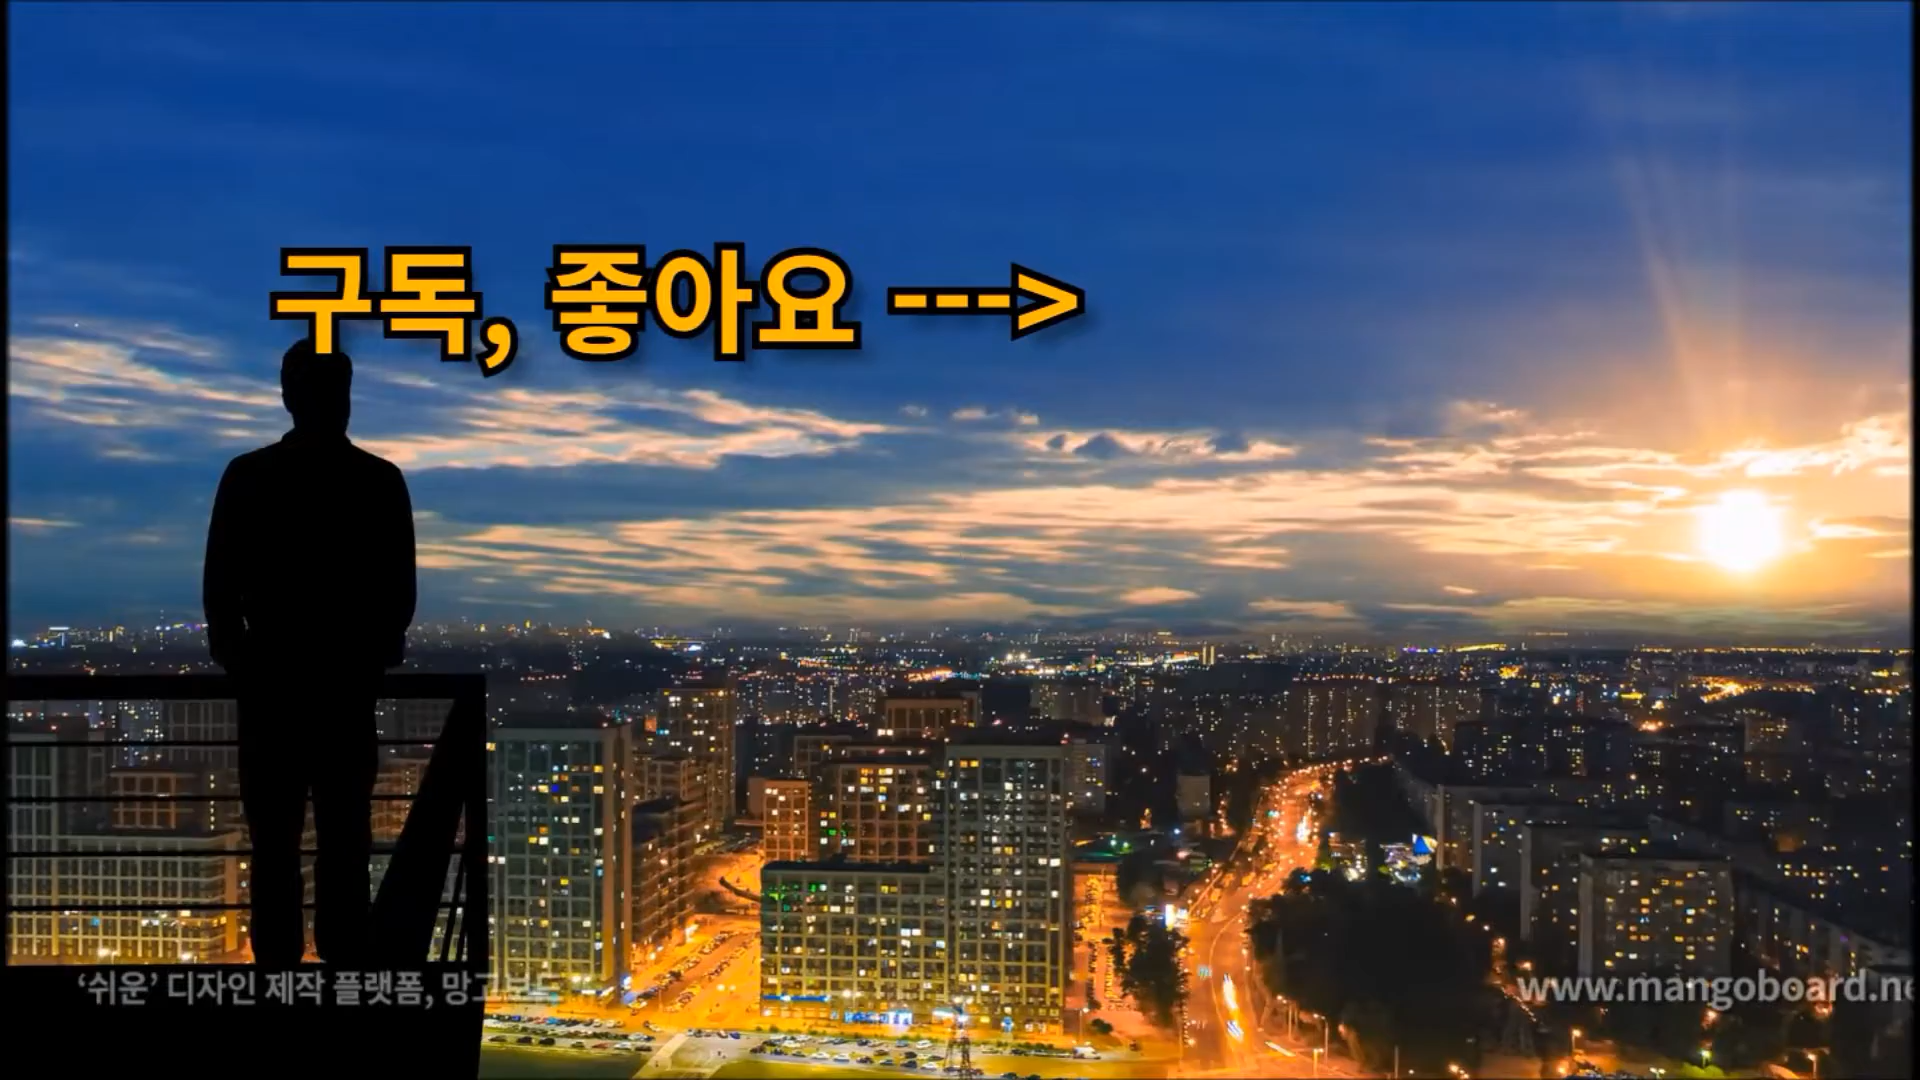 구독, 좋아요 --->
‘쉬운’ 디자인 제작 플랫폼, 망고보드
www.mangoboard.ne